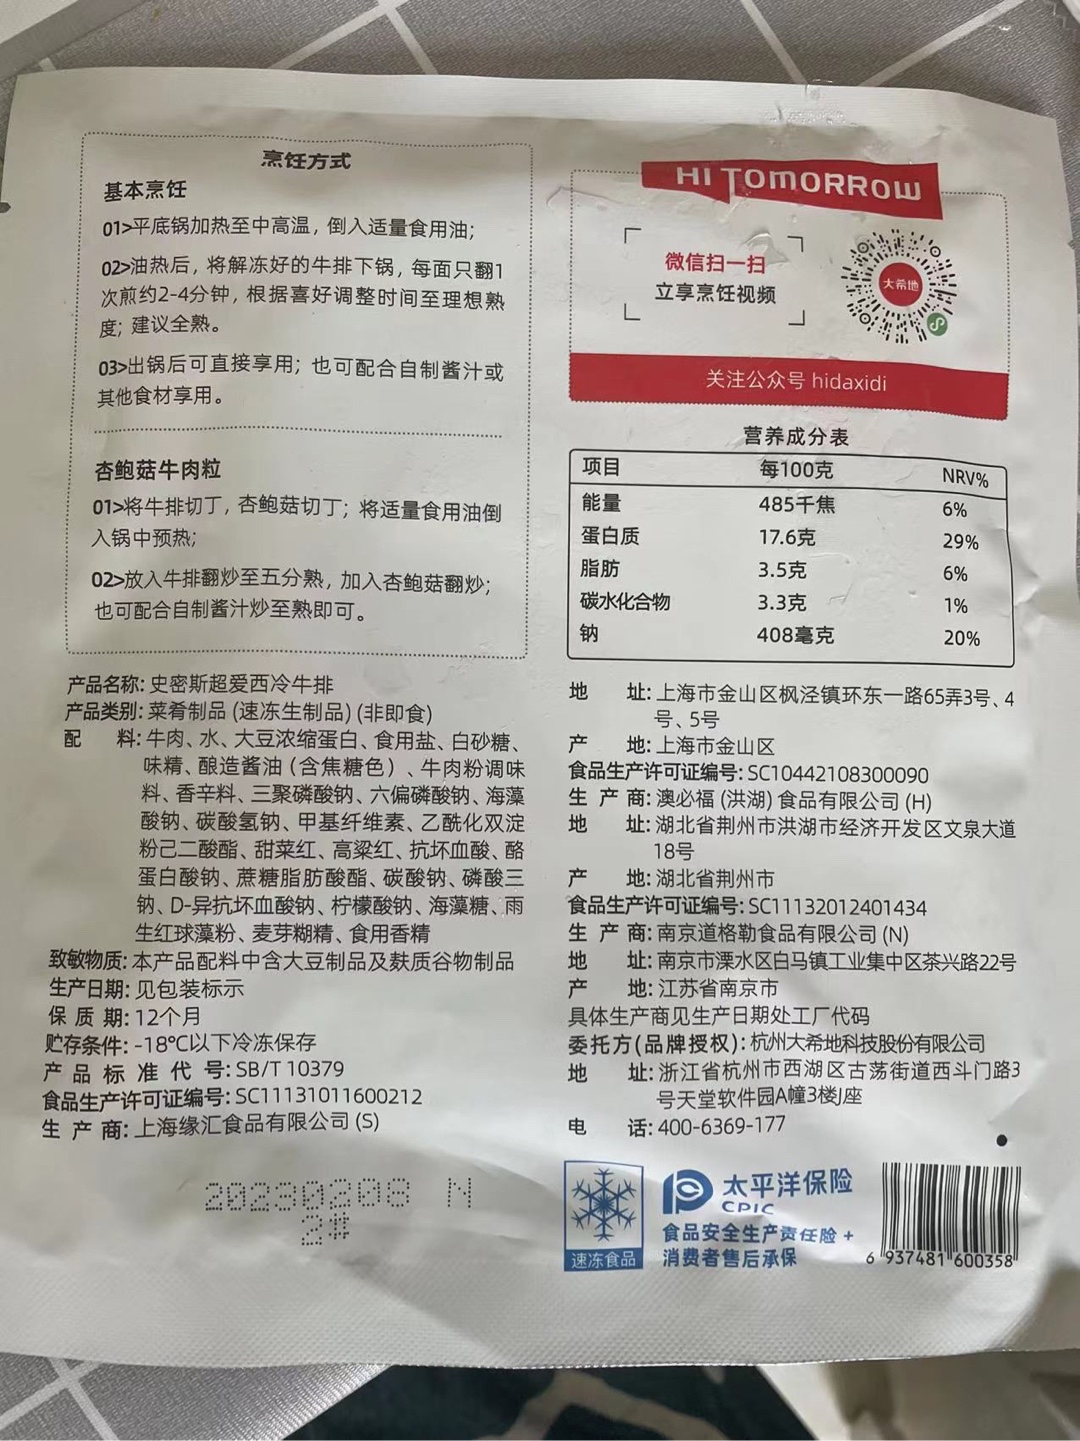 烹饪方式
基本烹饪
01>平底锅加热至中高温，倒入适量食用油；
02>油热后，将解冻好的牛排下锅，每面只翻1
次煎约2-4分钟，根据喜好调整时间至理想熟
度；建议全熟。
03>出锅后可直接享用；也可配合自制酱汁或
其他食材享用。
杏鲍菇牛肉粒
01>将牛排切丁，杏鲍菇切丁；将适量食用油倒
入锅中预热；
02>放入牛排翻炒至五分熟，加入杏鲍菇翻炒；
也可配合自制酱汁炒至熟即可。
HI TOMORROW
微信扫一扫
立享烹饪视频
大希地
关注公众号 hidaxidi
营养成分表
项目 每100克 NRV%
能量 485千焦 6%
蛋白质 17.6克 29%
脂肪 3.5克 6%
碳水化合物 3.3克 1%
钠 408毫克 20%
产品名称: 史密斯超爱西冷牛排
产品类别: 菜肴制品 (速冻生制品) (非即食)
配 料: 牛肉、水、大豆浓缩蛋白、食用盐、白砂糖、
味精、酿造酱油（含焦糖色）、牛肉粉调味
料、香辛料、三聚磷酸钠、六偏磷酸钠、海藻
酸钠、碳酸氢钠、甲基纤维素、乙酰化双淀
粉己二酸酯、甜菜红、高粱红、抗坏血酸、酪
蛋白酸钠、蔗糖脂肪酸酯、碳酸钠、磷酸三
钠、D-异抗坏血酸钠、柠檬酸钠、海藻糖、雨
生红球藻粉、麦芽糊精、食用香精
致敏物质: 本产品配料中含大豆制品及麸质谷物制品
生产日期: 见包装标示
保 质 期: 12个月
贮存条件: -18℃以下冷冻保存
产 品 标 准 代 号: SB/T 10379
食品生产许可证编号: SC11131011600212
生 产 商: 上海缘汇食品有限公司 (S)
地 址: 上海市金山区枫泾镇环东一路65弄3号、4
号、5号
产 地: 上海市金山区
食品生产许可证编号: SC10442108300090
生 产 商: 澳必福 (洪湖) 食品有限公司 (H)
地 址: 湖北省荆州市洪湖市经济开发区文泉大道
18号
产 地: 湖北省荆州市
食品生产许可证编号: SC11132012401434
生 产 商: 南京道格勒食品有限公司 (N)
地 址: 南京市溧水区白马镇工业集中区茶兴路22号
产 地: 江苏省南京市
具体生产商见生产日期处工厂代码
委托方(品牌授权): 杭州大希地科技股份有限公司
地 址: 浙江省杭州市西湖区古荡街道西斗门路3
号天堂软件园A幢3楼J座
电 话: 400-6369-177
20230208 N
2#
速冻食品
太平洋保险
CPIC
食品安全生产责任险 +
消费者售后承保
6 937481 600358